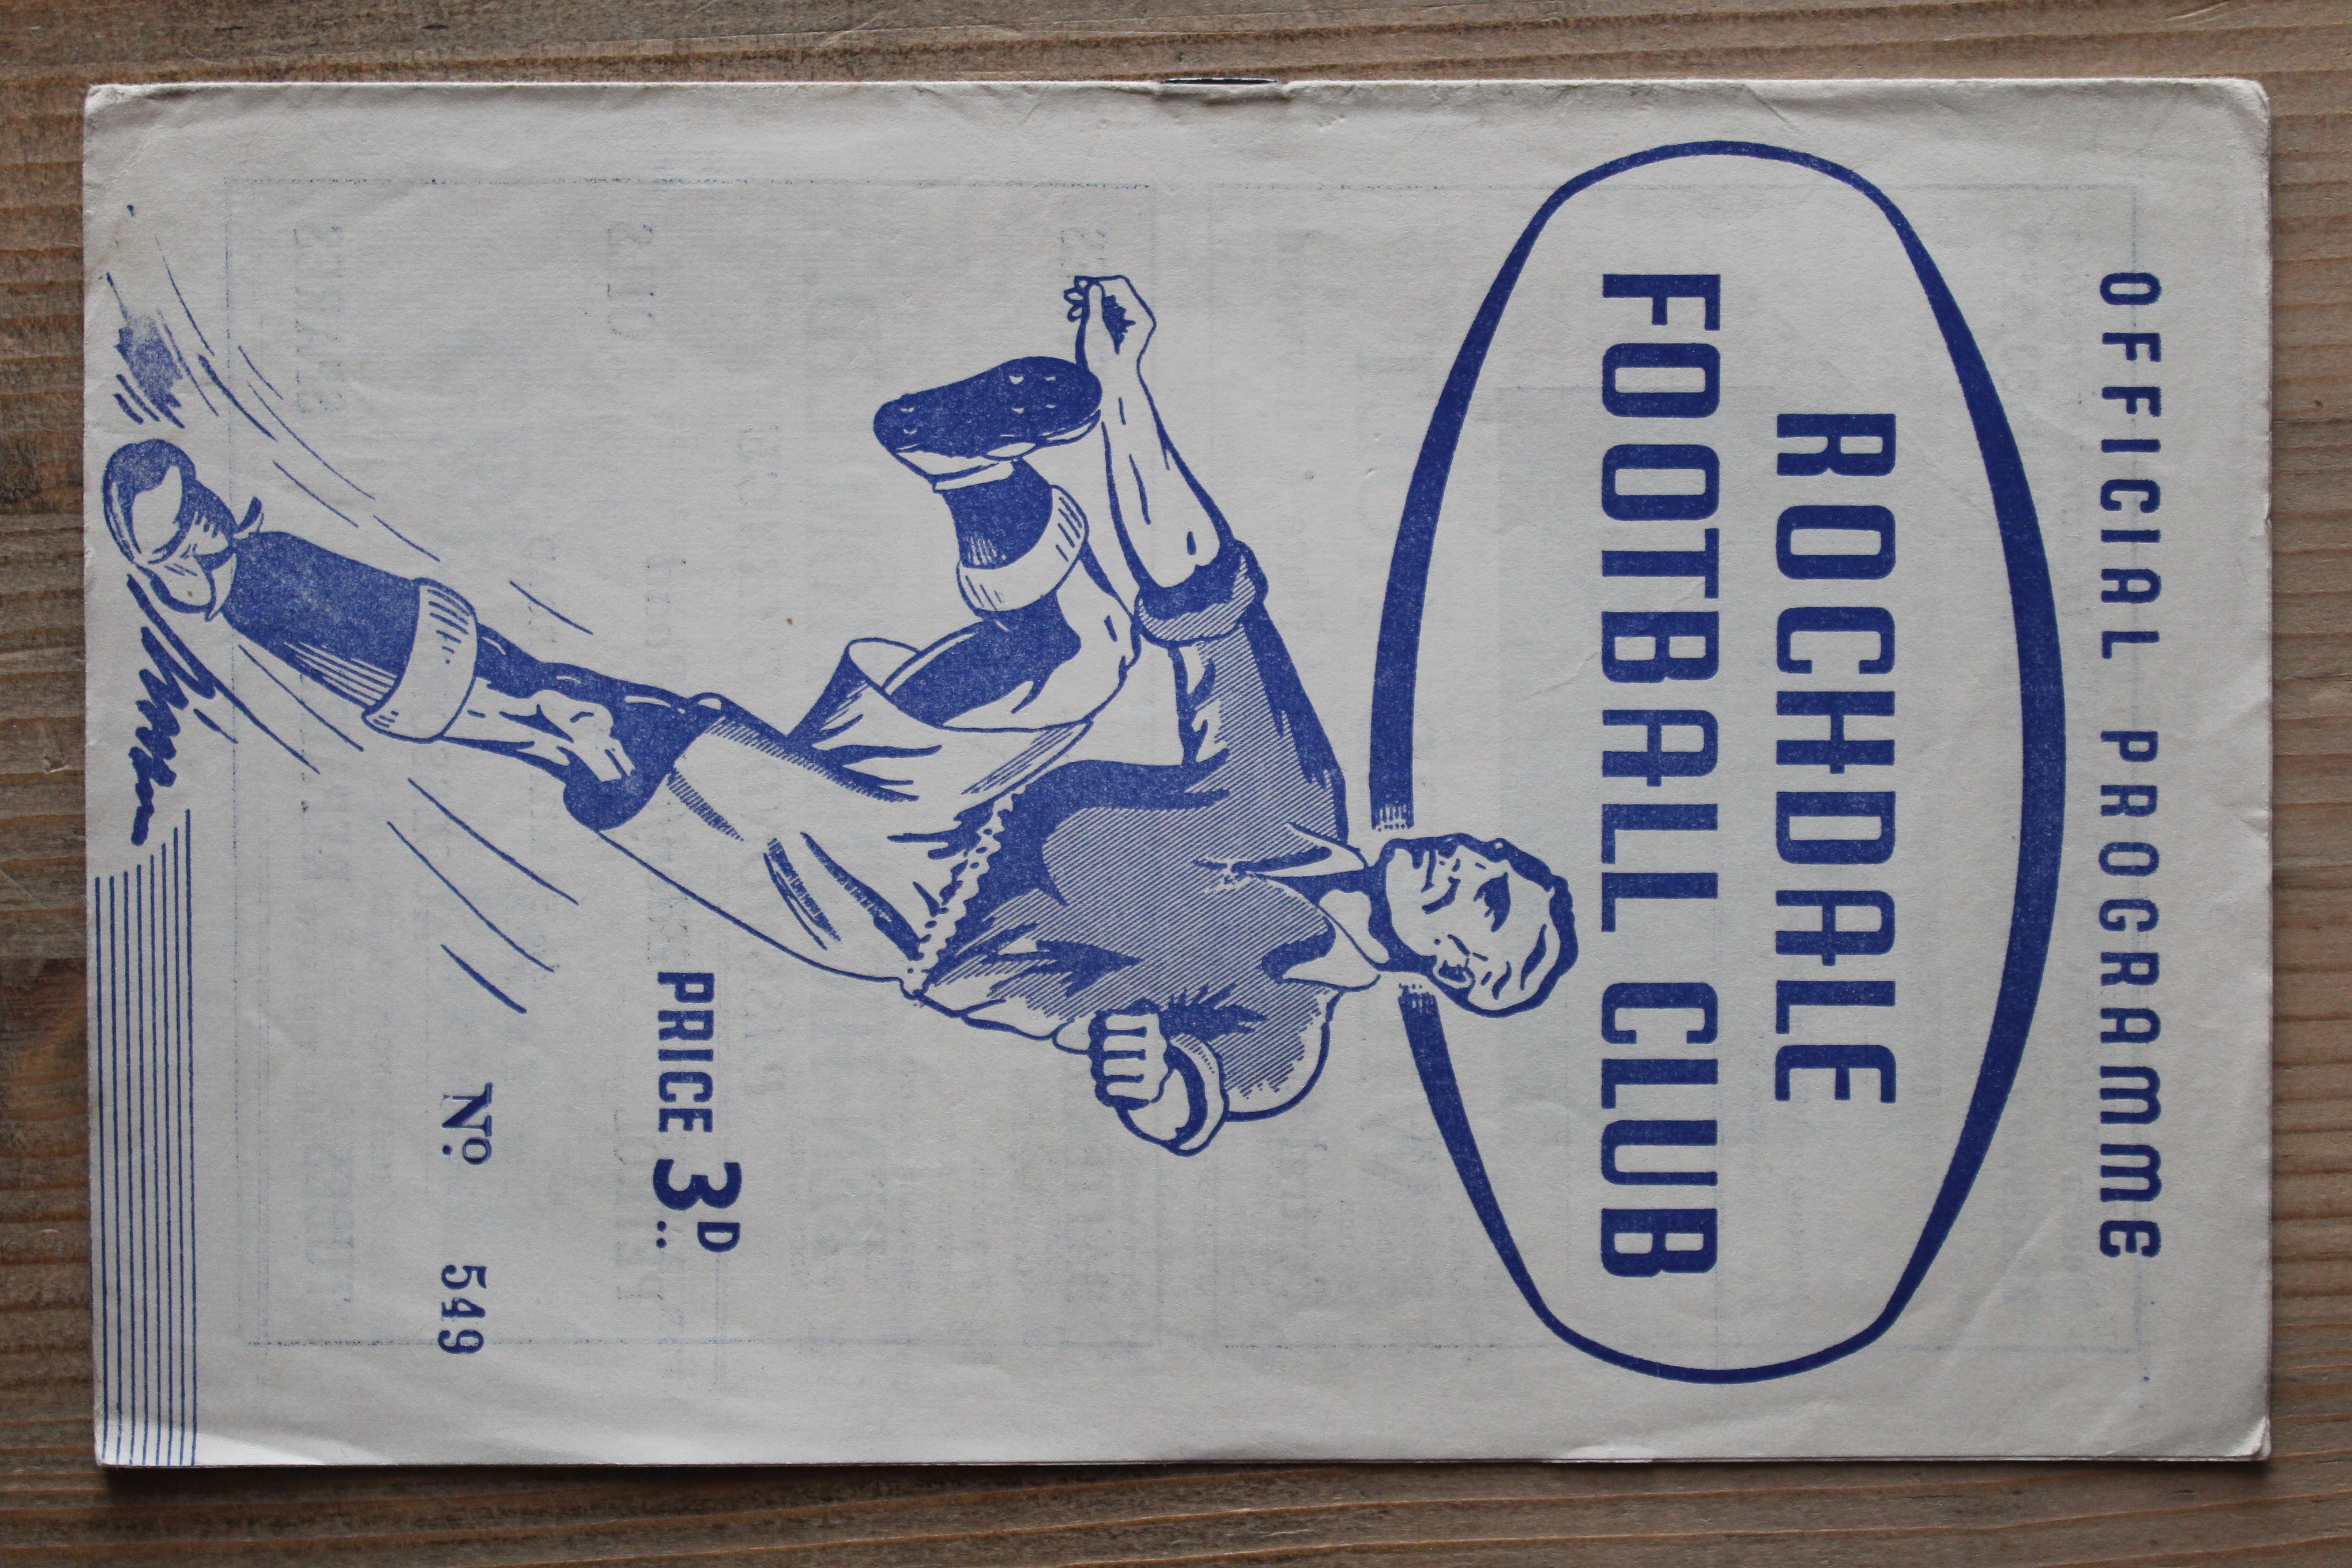 OFFICIAL PROGRAMME
ROCHDALE
FOOTBALL CLUB
PRICE 3D..
No. 549